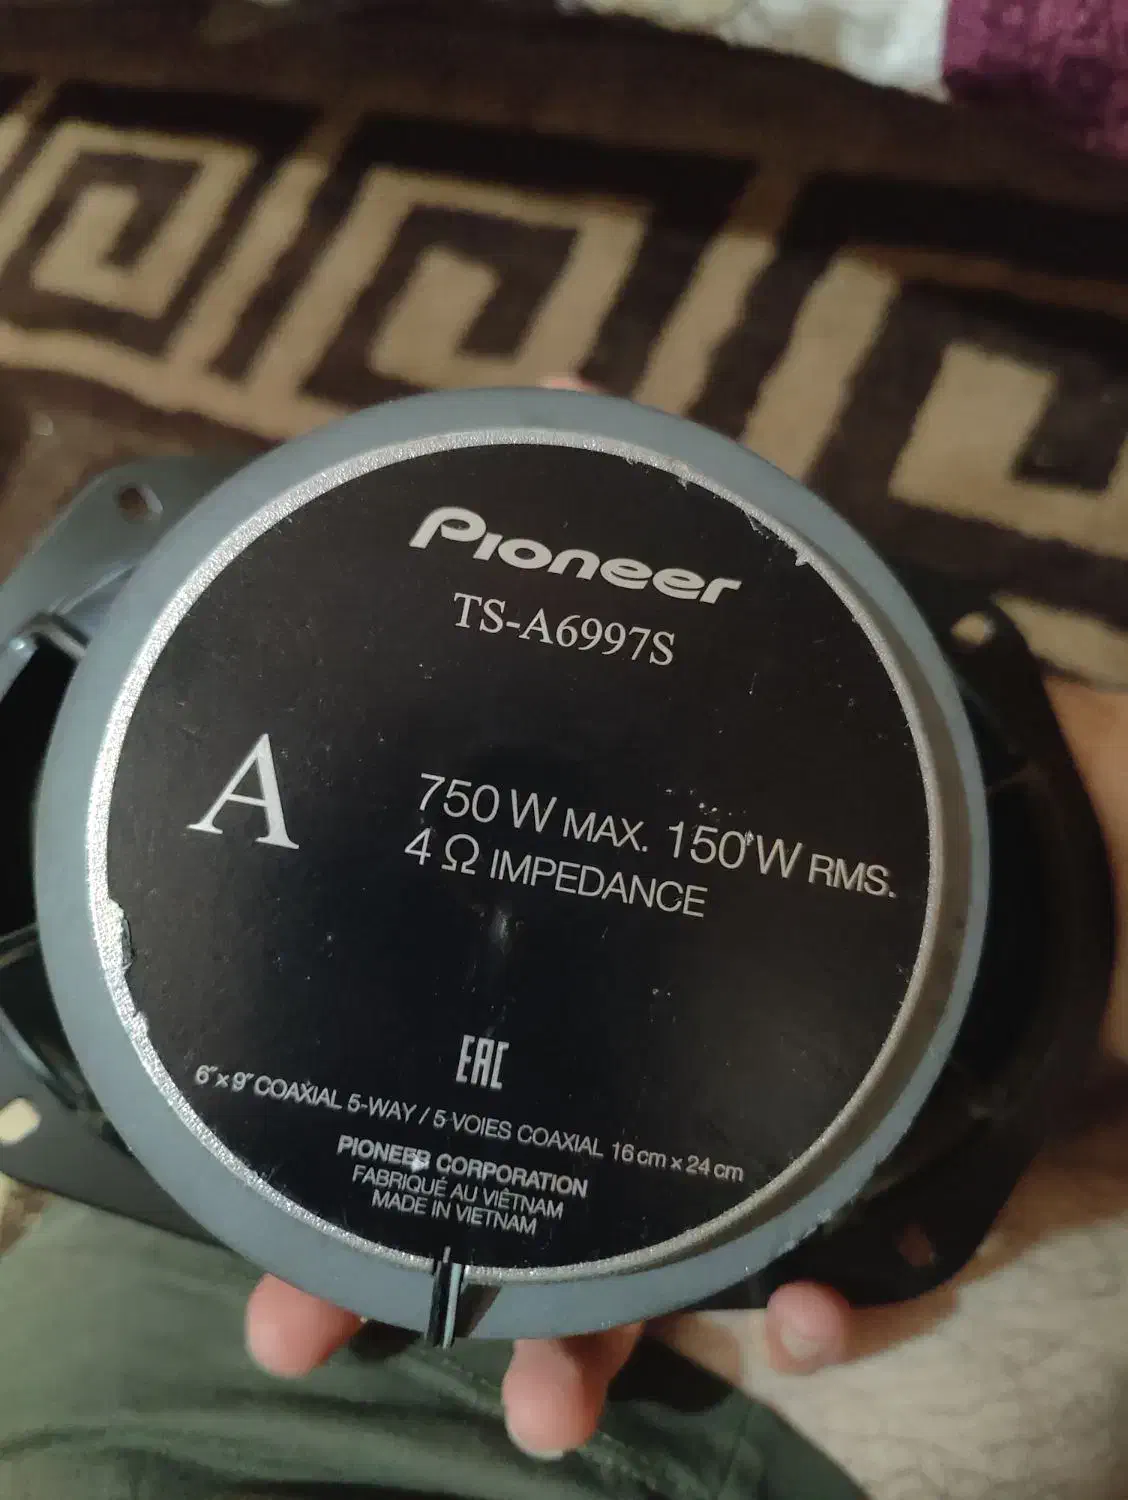 Pioneer
TS-A6997S
A
750 W MAX. 150 W RMS.
4 Ω IMPEDANCE
EAC
6″ x 9″ COAXIAL 5-WAY / 5 VOIES COAXIAL 16 cm x 24 cm
PIONEER CORPORATION
FABRIQUÉ AU VIÊTNAM
MADE IN VIETNAM